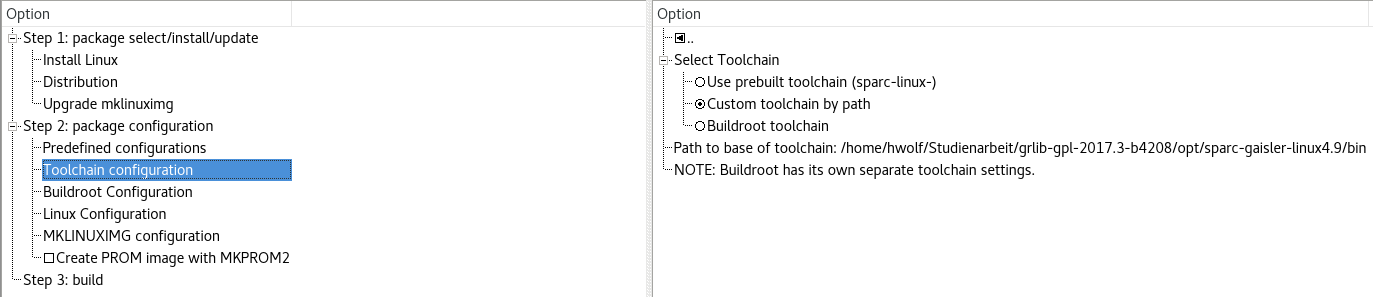 Option
Step 1: package select/install/update
Install Linux
Distribution
Upgrade mklinuximg
Step 2: package configuration
Predefined configurations
Toolchain configuration
Buildroot Configuration
Linux Configuration
MKLINUXIMG configuration
Create PROM image with MKPROM2
Step 3: build
Option
..
Select Toolchain
Use prebuilt toolchain (sparc-linux-)
Custom toolchain by path
Buildroot toolchain
Path to base of toolchain: /home/hwolf/Studienarbeit/grlib-gpl-2017.3-b4208/opt/sparc-gaisler-linux4.9/bin
NOTE: Buildroot has its own separate toolchain settings.